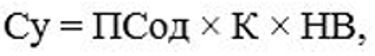 Су = ПСод × К × НВ,